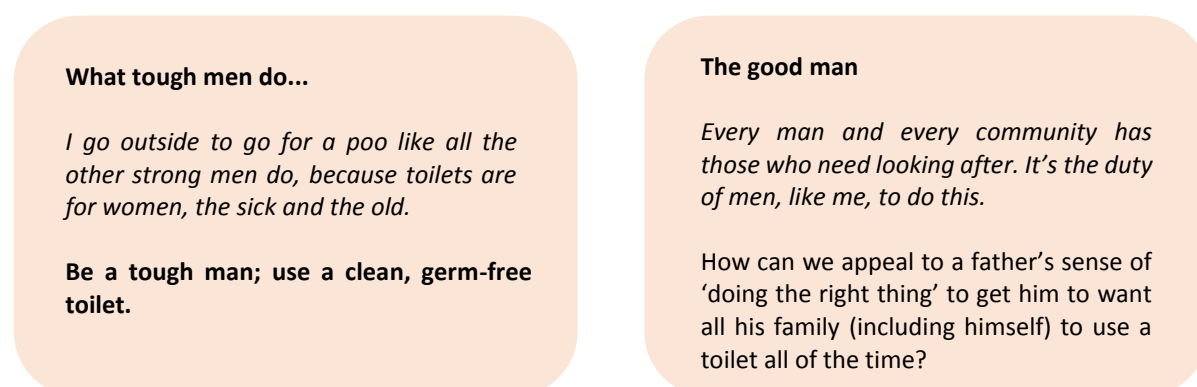 What tough men do...
I go outside to go for a poo like all the
other strong men do, because toilets are
for women, the sick and the old.
Be a tough man; use a clean, germ-free
toilet.
The good man
Every man and every community has
those who need looking after. It’s the duty
of men, like me, to do this.
How can we appeal to a father’s sense of
‘doing the right thing’ to get him to want
all his family (including himself) to use a
toilet all of the time?